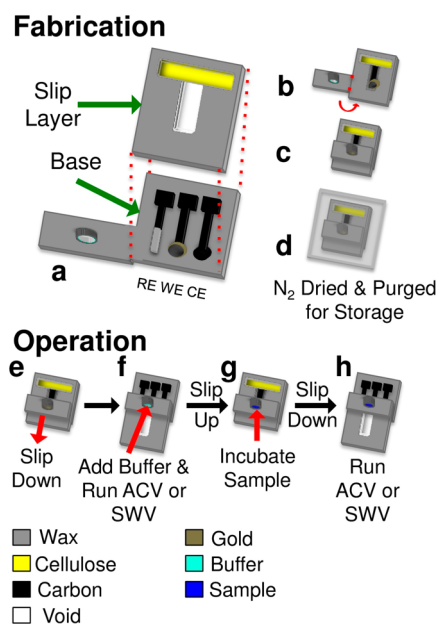 Fabrication
Slip
Layer
Base
a
RE WE CE
b
c
d
N₂ Dried & Purged
for Storage
Operation
e
f
g
h
Slip
Down
Add Buffer &
Run ACV or
SWV
Slip
Up
Incubate
Sample
Slip
Down
Run
ACV or
SWV
Wax
Cellulose
Carbon
Void
Gold
Buffer
Sample